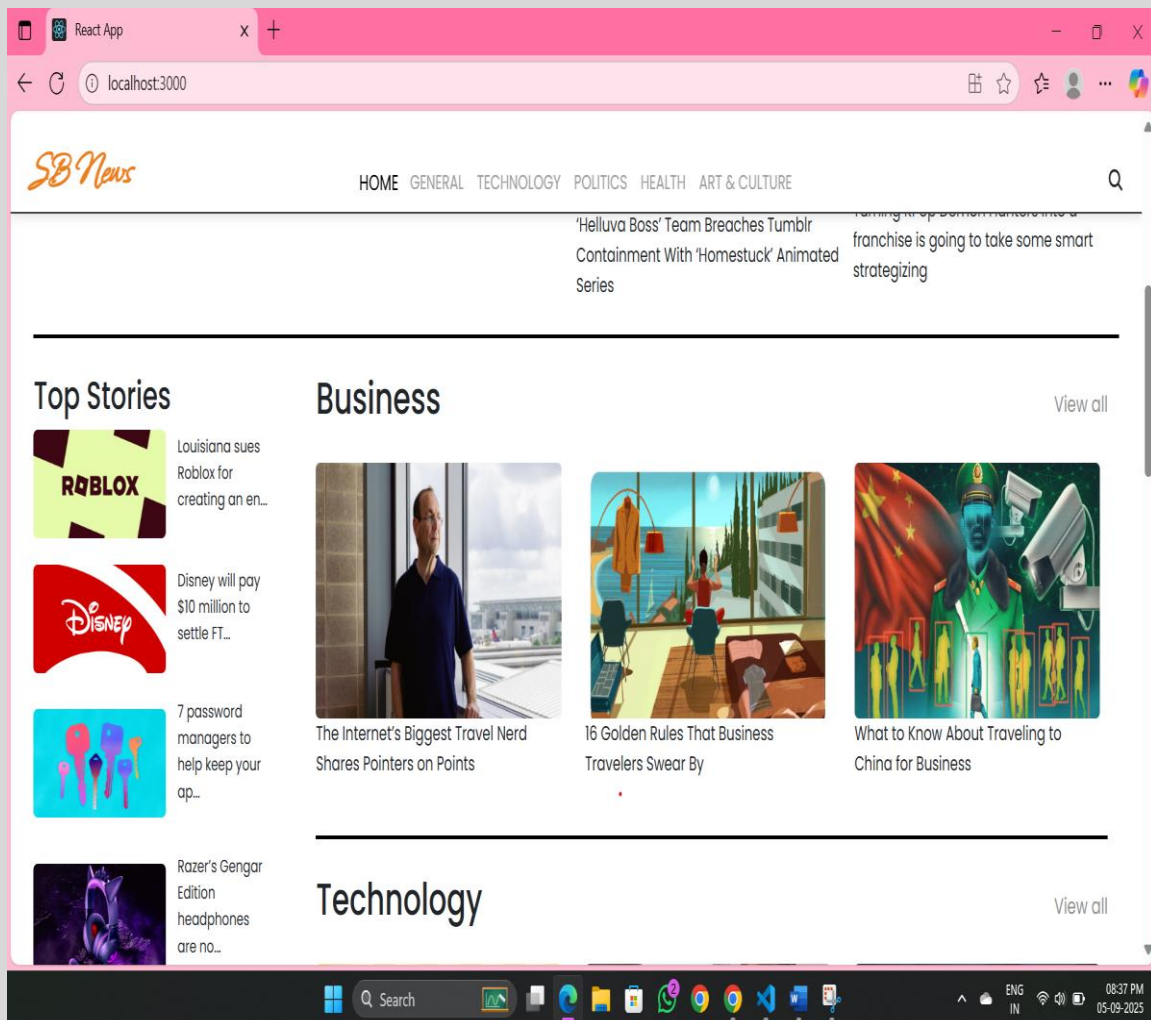 React App
localhost:3000
SB News
HOME GENERAL TECHNOLOGY POLITICS HEALTH ART & CULTURE
'Helluva Boss' Team Breaches Tumblr
Containment With 'Homestuck' Animated
Series
franchise is going to take some smart
strategizing
Top Stories
ROBLOX
Louisiana sues
Roblox for
creating an en...
DISNEY
Disney will pay
$10 million to
settle FT...
7 password
managers to
help keep your
ap...
Razer's Gengar
Edition
headphones
are no...
Business
View all
The Internet's Biggest Travel Nerd
Shares Pointers on Points
16 Golden Rules That Business
Travelers Swear By
What to Know About Traveling to
China for Business
Technology
View all
Search
2
ENG
IN
08:37 PM
05-09-2025